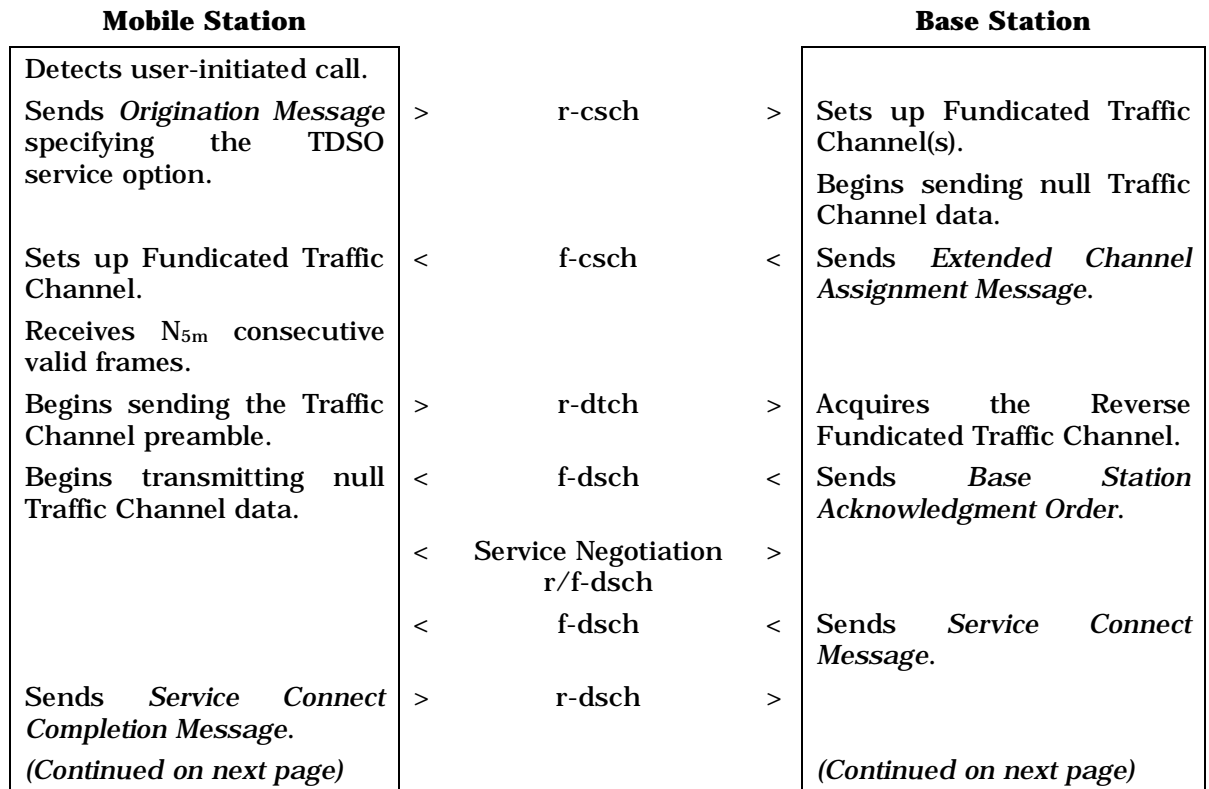 Mobile Station Base Station
Detects user-initiated call.
Sends Origination Message > r-csch > Sets up Fundicated Traffic
specifying the TDSO Channel(s).
service option.
Begins sending null Traffic
Channel data.
Sets up Fundicated Traffic < f-csch < Sends Extended Channel
Channel. Assignment Message.
Receives N5m consecutive
valid frames.
Begins sending the Traffic > r-dtch > Acquires the Reverse
Channel preamble. Fundicated Traffic Channel.
Begins transmitting null < f-dsch < Sends Base Station
Traffic Channel data. Acknowledgment Order.
< Service Negotiation >
r/f-dsch
< f-dsch < Sends Service Connect
Message.
Sends Service Connect > r-dsch >
Completion Message.
(Continued on next page) (Continued on next page)